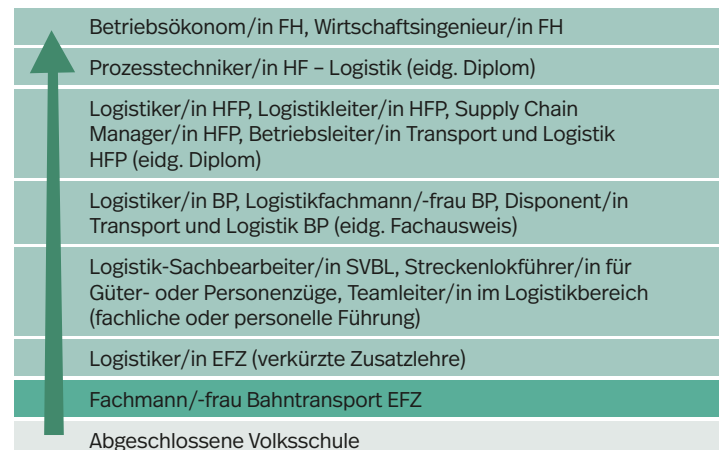 Betriebsökonom/in FH, Wirtschaftsingenieur/in FH
Prozesstechniker/in HF – Logistik (eidg. Diplom)
Logistiker/in HFP, Logistikleiter/in HFP, Supply Chain
Manager/in HFP, Betriebsleiter/in Transport und Logistik
HFP (eidg. Diplom)
Logistiker/in BP, Logistikfachmann/-frau BP, Disponent/in
Transport und Logistik BP (eidg. Fachausweis)
Logistik-Sachbearbeiter/in SVBL, Streckenlokführer/in für
Güter- oder Personenzüge, Teamleiter/in im Logistikbereich
(fachliche oder personelle Führung)
Logistiker/in EFZ (verkürzte Zusatzlehre)
Fachmann/-frau Bahntransport EFZ
Abgeschlossene Volksschule